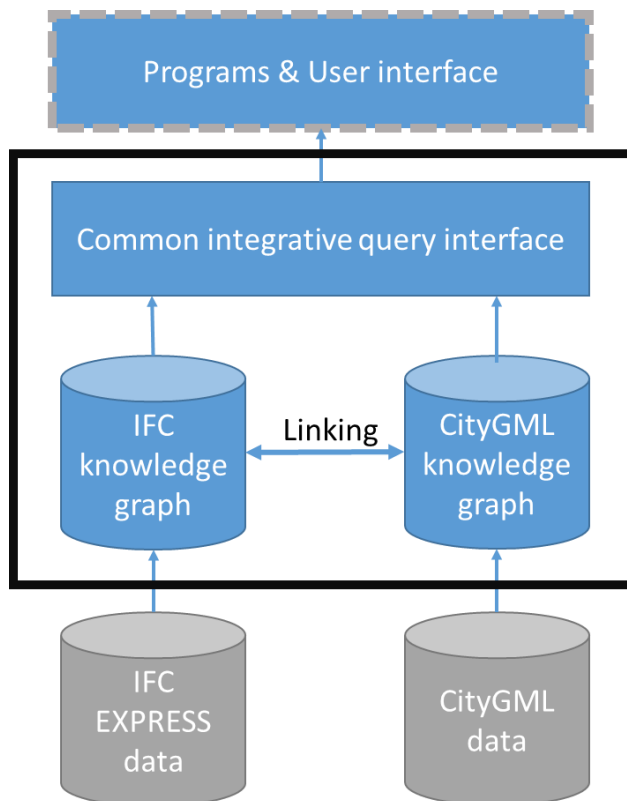 Programs & User interface
Common integrative query interface
IFC
knowledge
graph
Linking
CityGML
knowledge
graph
IFC
EXPRESS
data
CityGML
data